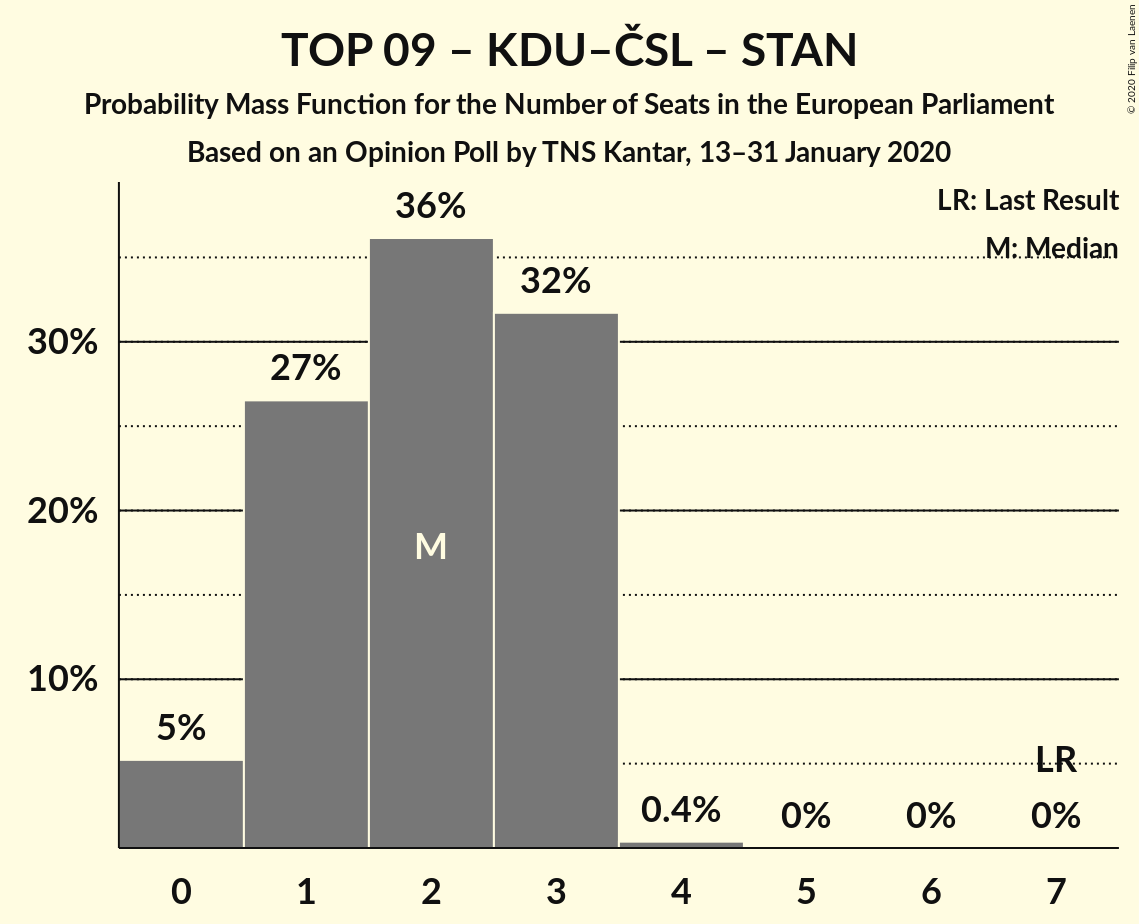 TOP 09 – KDU–ČSL – STAN
Probability Mass Function for the Number of Seats in the European Parliament
Based on an Opinion Poll by TNS Kantar, 13–31 January 2020
© 2020 Filip van Laenen
LR: Last Result
M: Median
36%
32%
30%
27%
20%
M
10%
5%
LR
0.4%
0%
0%
0%
0 1 2 3 4 5 6 7